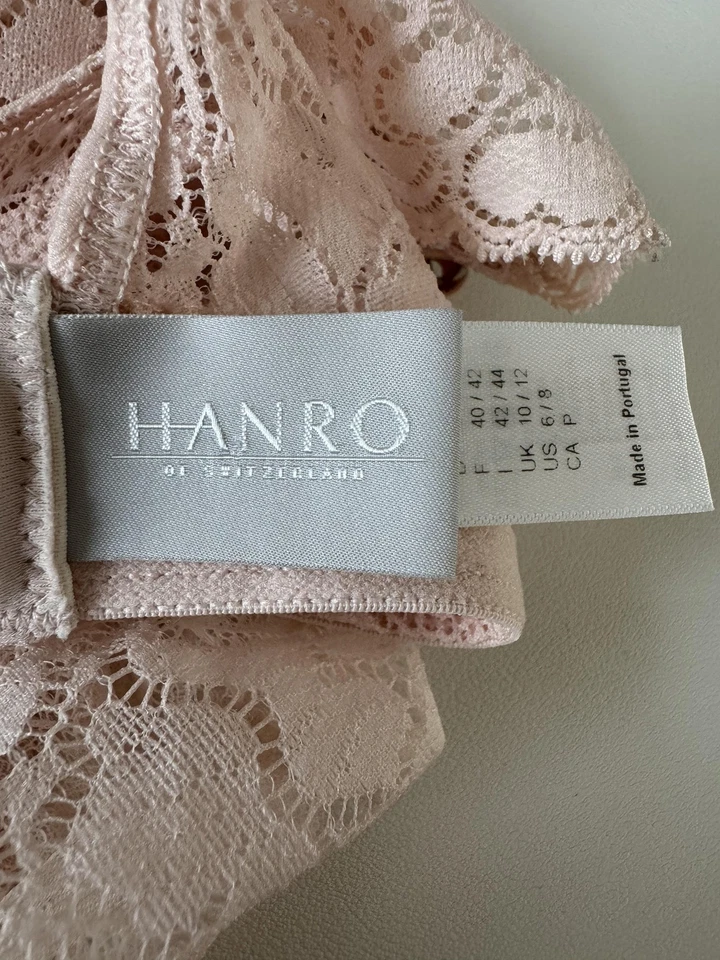 HANRO
OF SWITZERLAND
F 40 / 42
I 42 / 44
UK 10 / 12
US 6 / 8
CA P
Made in Portugal